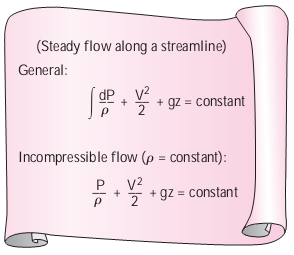 (Steady flow along a streamline)
General:
∫ dP/ρ + V²/2 + gz = constant
Incompressible flow (ρ = constant):
P/ρ + V²/2 + gz = constant